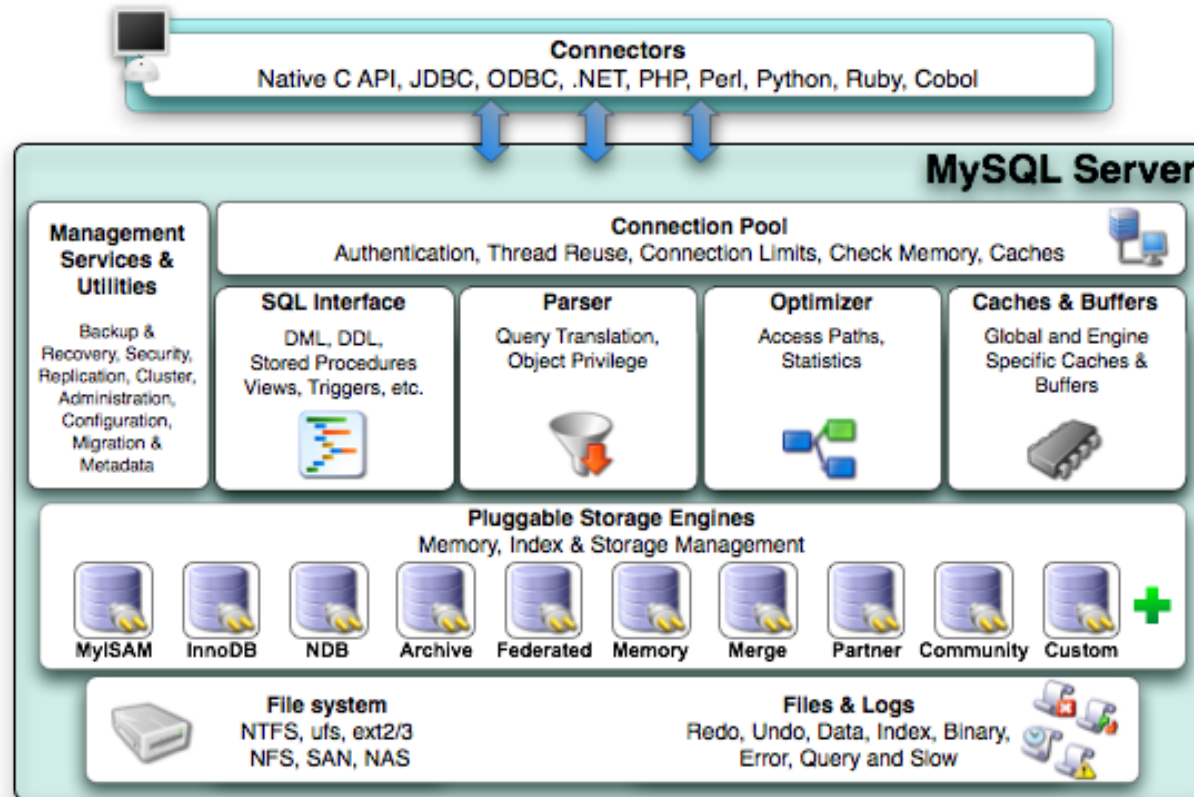 Connectors
Native C API, JDBC, ODBC, .NET, PHP, Perl, Python, Ruby, Cobol
MySQL Server
Management
Services &
Utilities
Backup &
Recovery, Security,
Replication, Cluster,
Administration,
Configuration,
Migration &
Metadata
Connection Pool
Authentication, Thread Reuse, Connection Limits, Check Memory, Caches
SQL Interface
DML, DDL,
Stored Procedures
Views, Triggers, etc.
Parser
Query Translation,
Object Privilege
Optimizer
Access Paths,
Statistics
Caches & Buffers
Global and Engine
Specific Caches &
Buffers
Pluggable Storage Engines
Memory, Index & Storage Management
MyISAM
InnoDB
NDB
Archive
Federated
Memory
Merge
Partner
Community
Custom
File system
NTFS, ufs, ext2/3
NFS, SAN, NAS
Files & Logs
Redo, Undo, Data, Index, Binary,
Error, Query and Slow